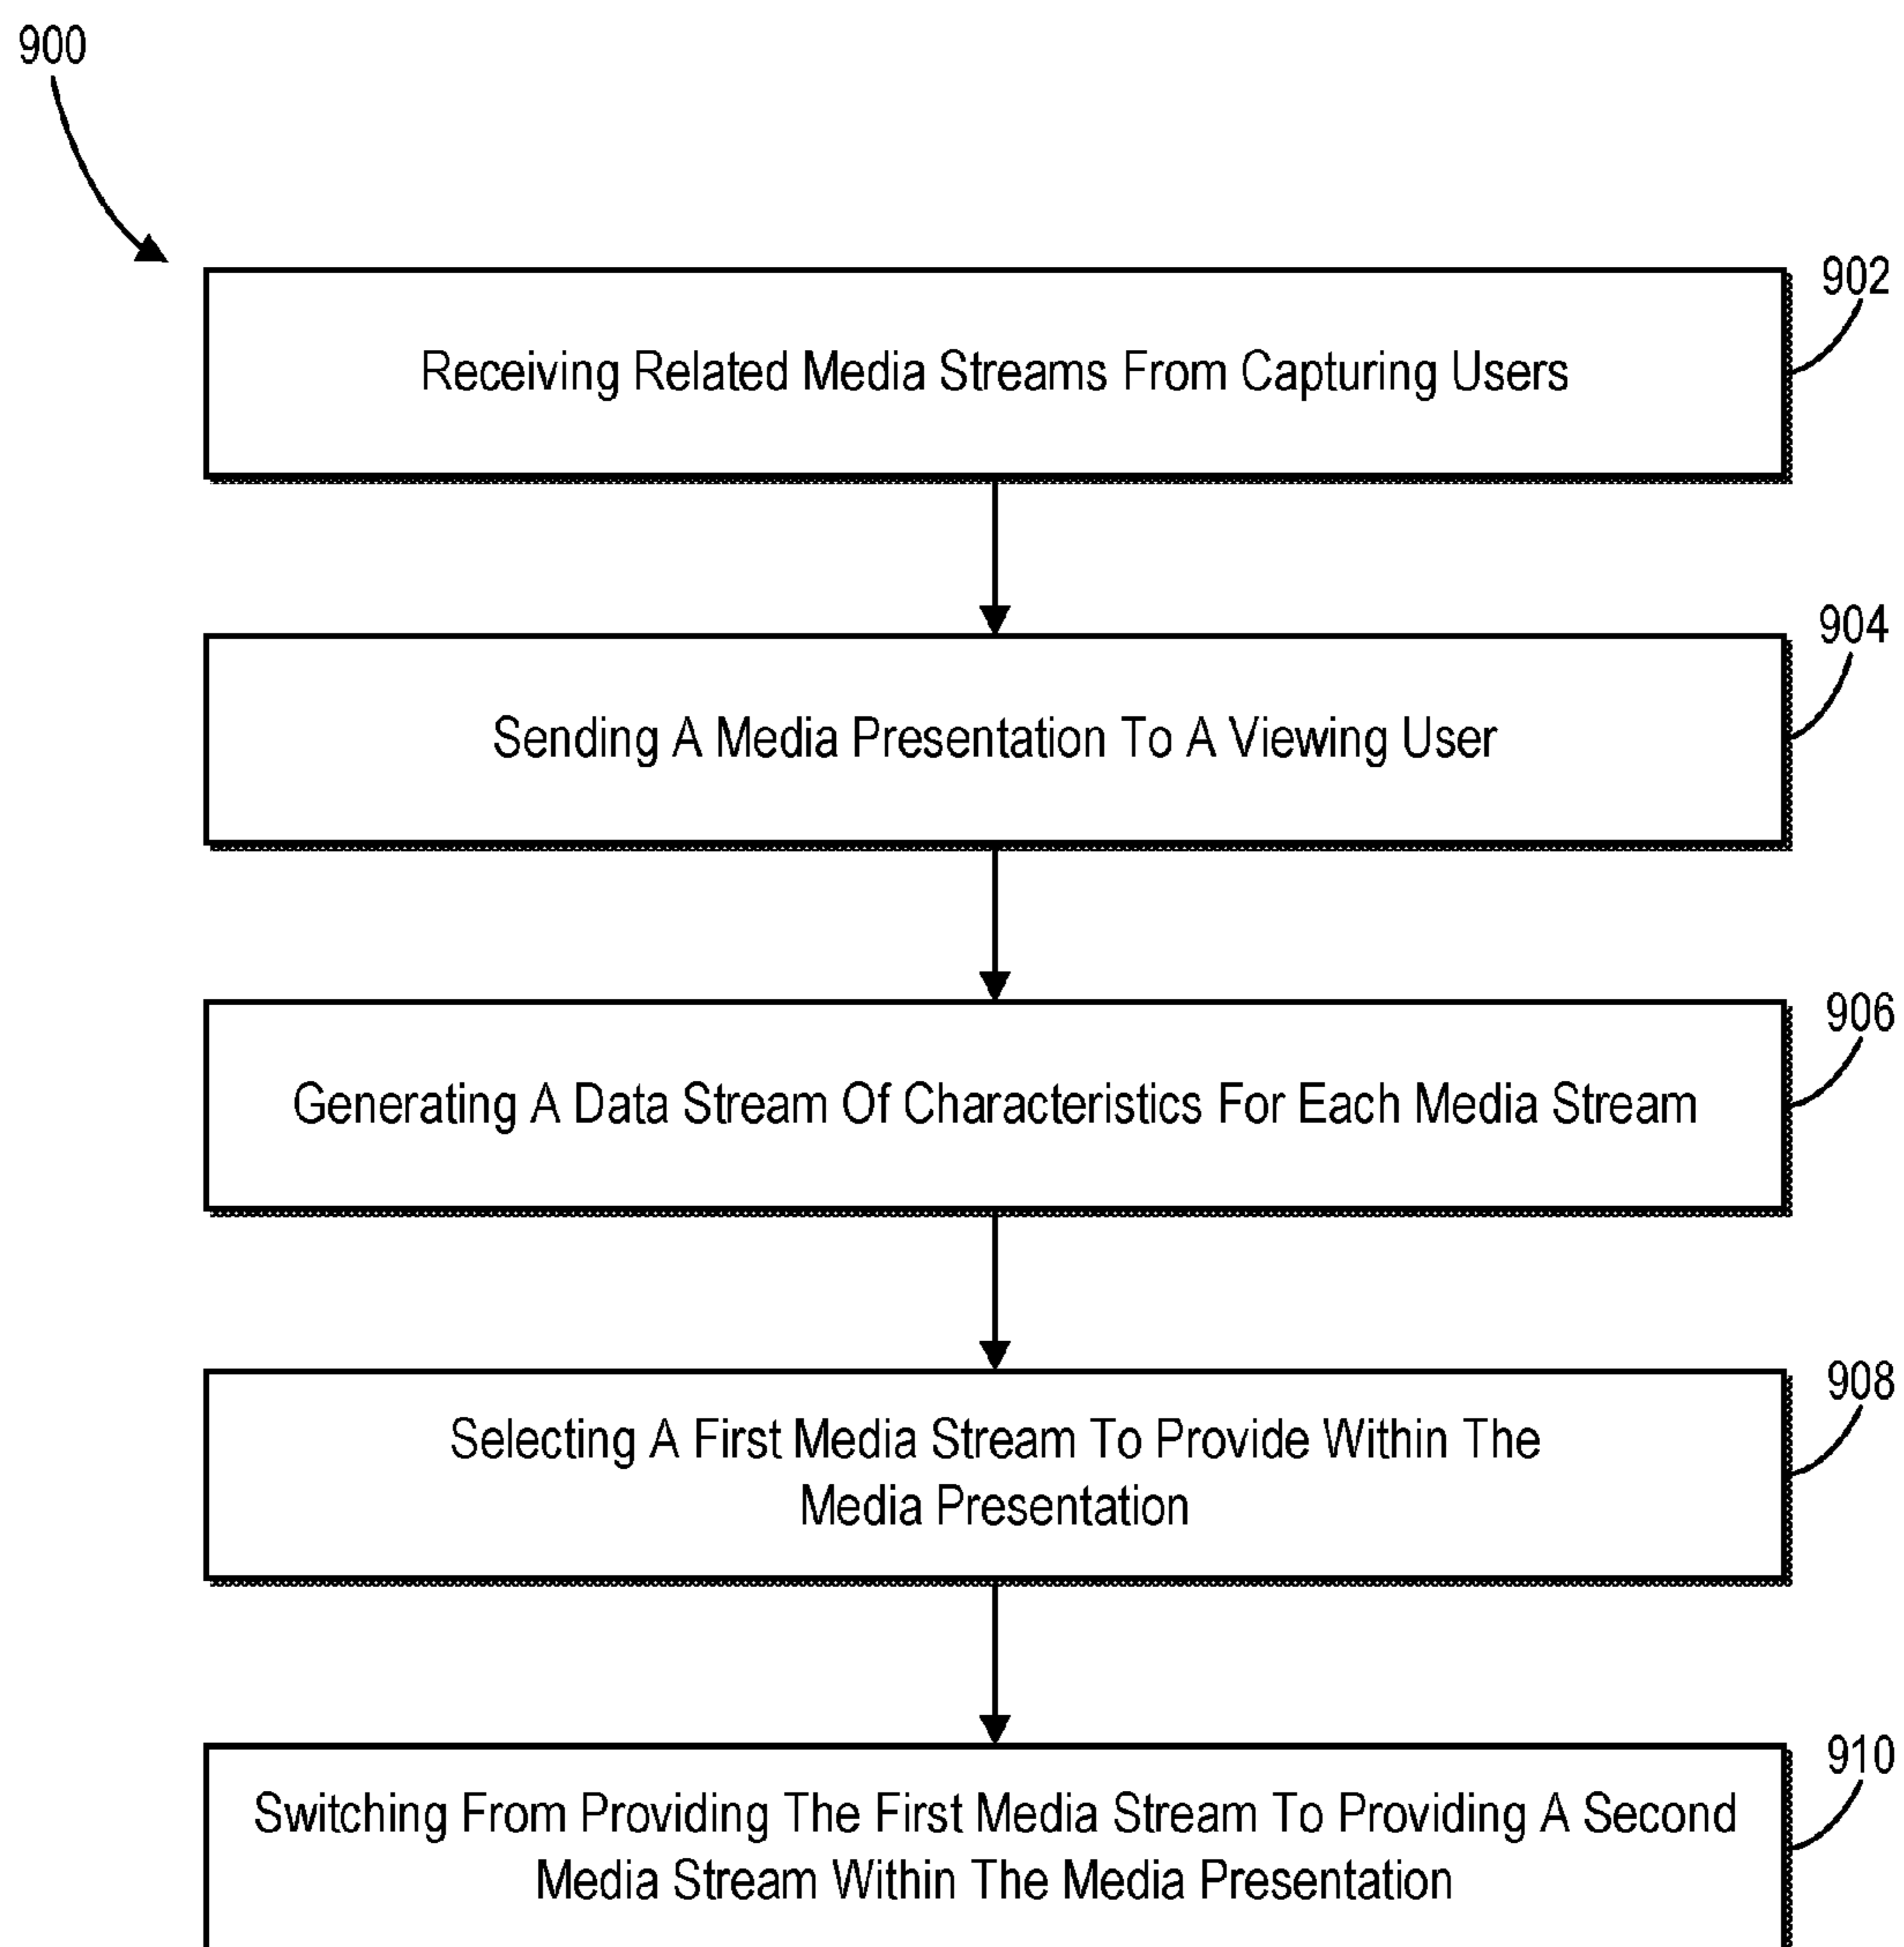 900
902
Receiving Related Media Streams From Capturing Users
904
Sending A Media Presentation To A Viewing User
906
Generating A Data Stream Of Characteristics For Each Media Stream
908
Selecting A First Media Stream To Provide Within The
Media Presentation
910
Switching From Providing The First Media Stream To Providing A Second
Media Stream Within The Media Presentation